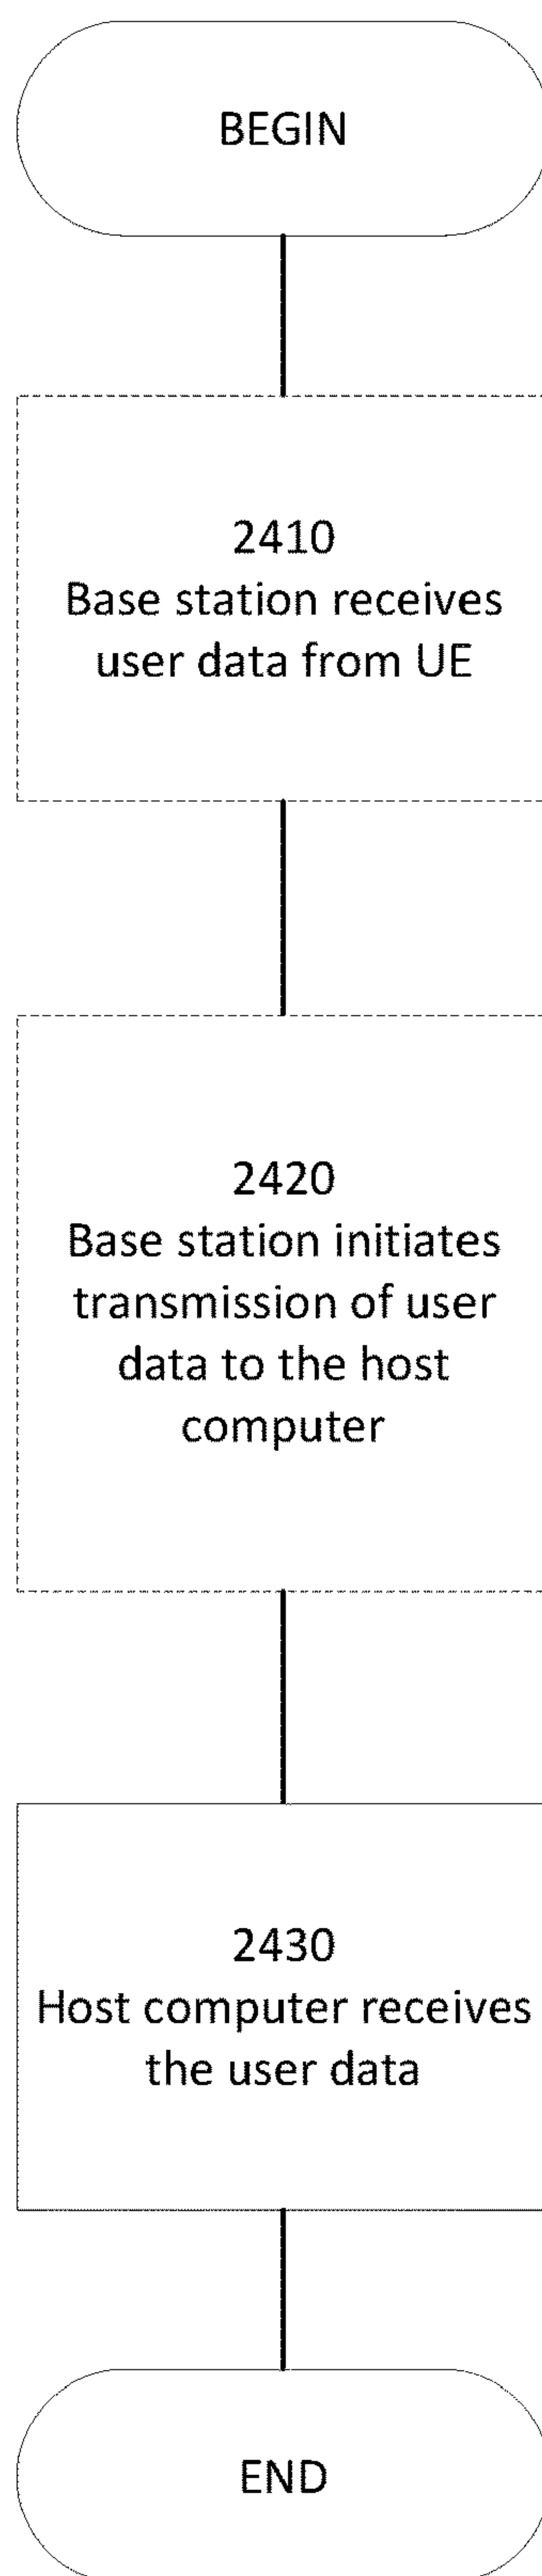 BEGIN
2410
Base station receives
user data from UE
2420
Base station initiates
transmission of user
data to the host
computer
2430
Host computer receives
the user data
END